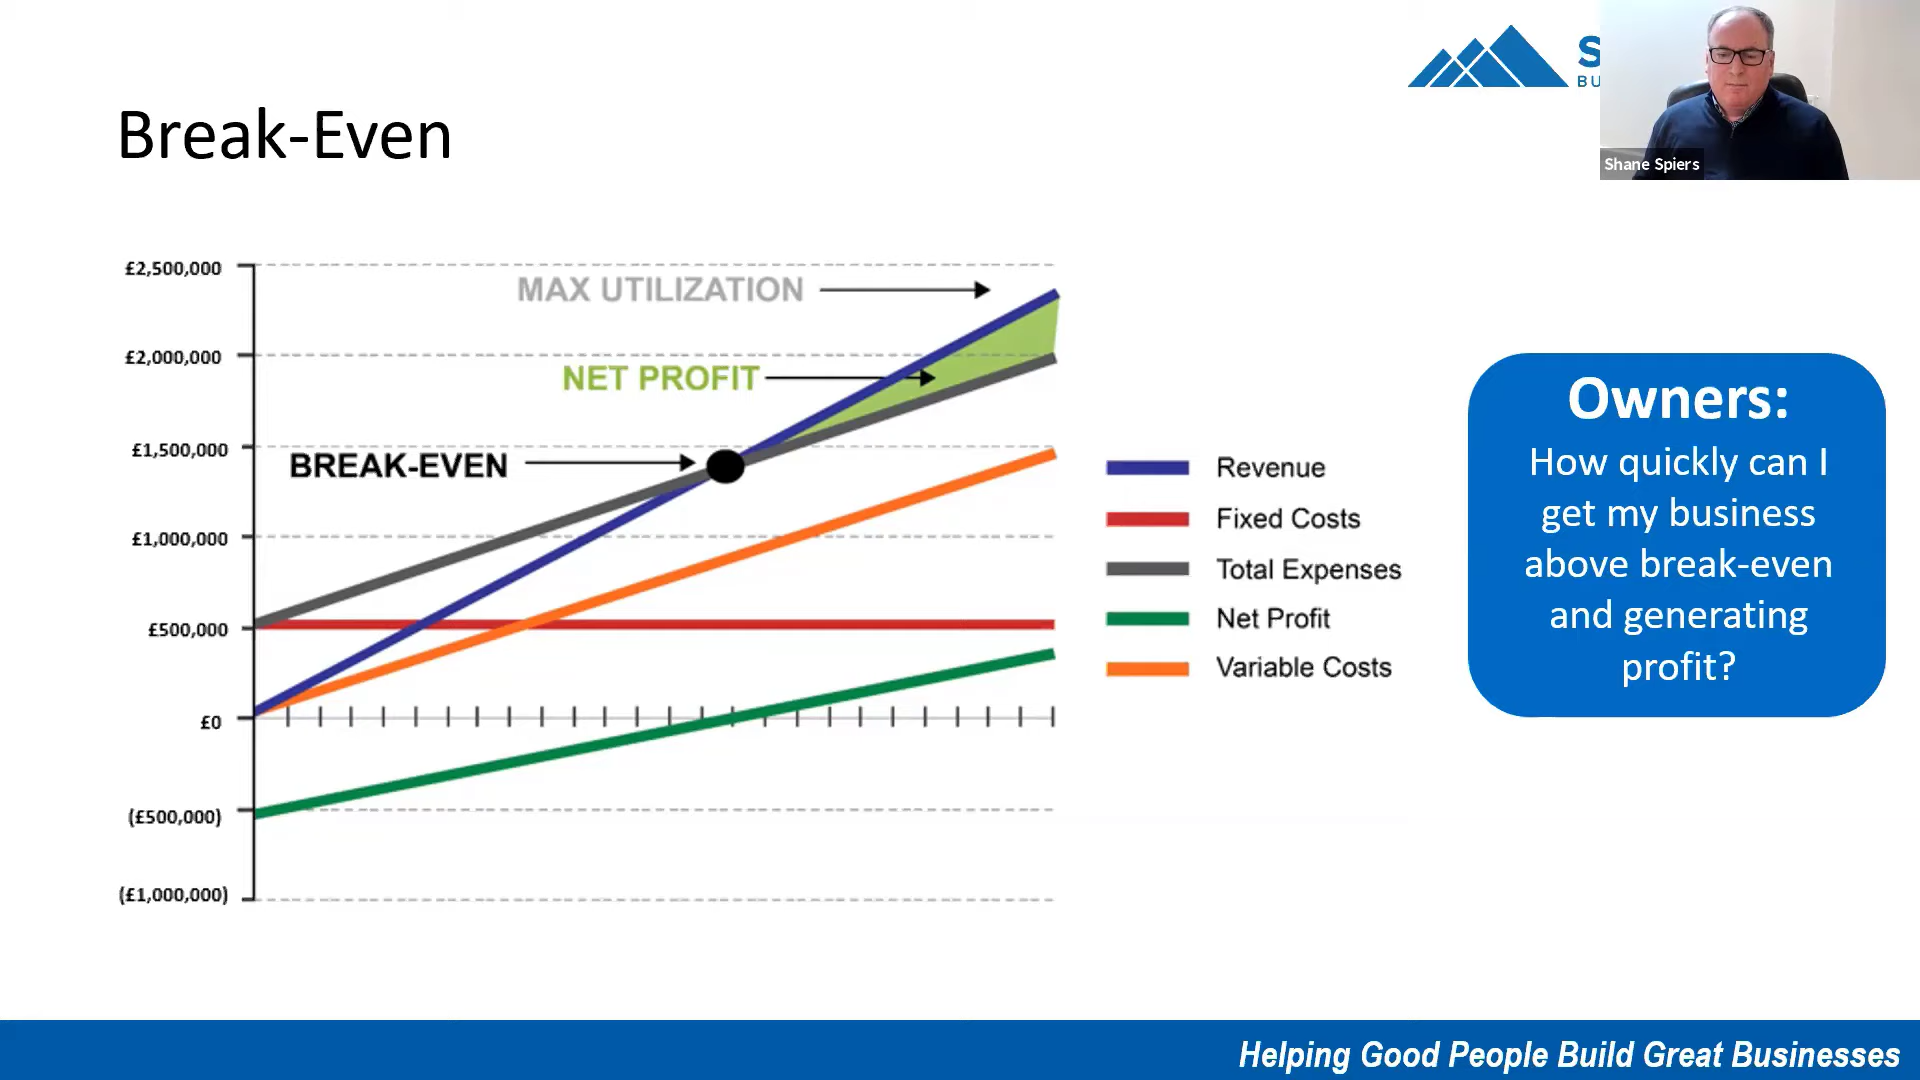 Break-Even
S
BU
Shane Spiers
£2,500,000
£2,000,000
£1,500,000
£1,000,000
£500,000
£0
(£500,000)
(£1,000,000)
MAX UTILIZATION
NET PROFIT
BREAK-EVEN
Revenue
Fixed Costs
Total Expenses
Net Profit
Variable Costs
Owners:
How quickly can I
get my business
above break-even
and generating
profit?
Helping Good People Build Great Businesses